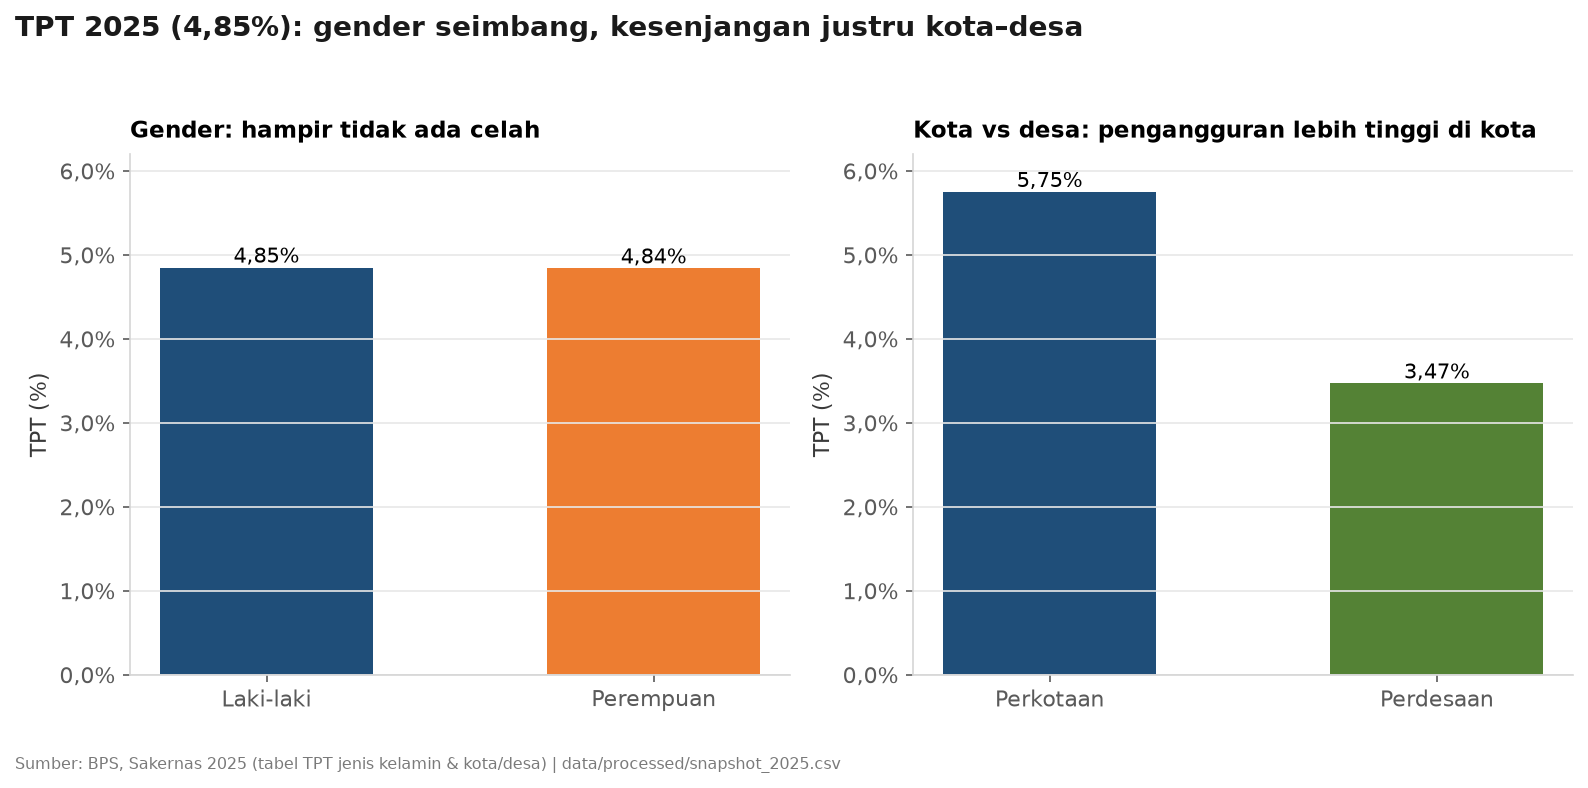 TPT 2025 (4,85%): gender seimbang, kesenjangan justru kota–desa
Gender: hampir tidak ada celah
6,0%
5,0%
4,0%
3,0%
2,0%
1,0%
0,0%
TPT (%)
4,85%
4,84%
Laki-laki
Perempuan
Kota vs desa: pengangguran lebih tinggi di kota
6,0%
5,0%
4,0%
3,0%
2,0%
1,0%
0,0%
TPT (%)
5,75%
3,47%
Perkotaan
Perdesaan
Sumber: BPS, Sakernas 2025 (tabel TPT jenis kelamin & kota/desa) | data/processed/snapshot_2025.csv